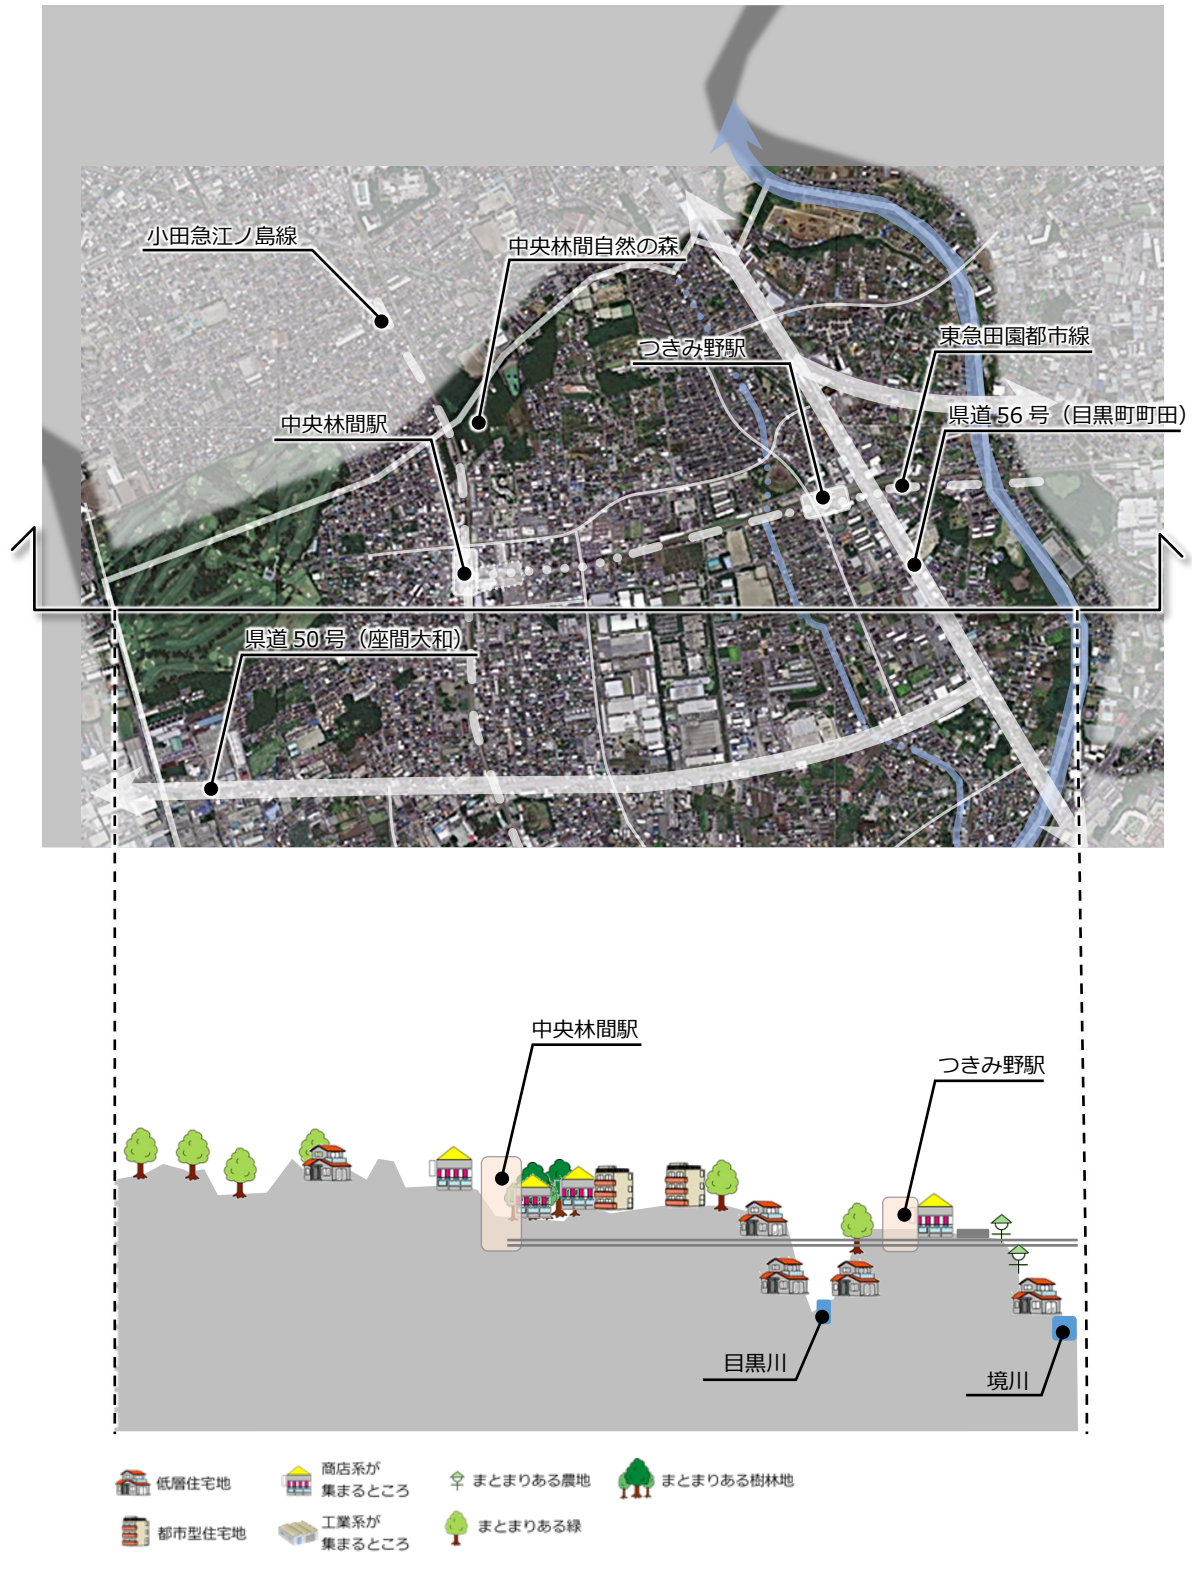 小田急江ノ島線
中央林間自然の森
つきみ野駅
東急田園都市線
中央林間駅
県道 56 号（目黒町町田）
県道 50 号（座間大和）
中央林間駅
つきみ野駅
目黒川
境川
低層住宅地
商店系が
集まるところ
まとまりある農地
まとまりある樹林地
都市型住宅地
工業系が
集まるところ
まとまりある緑